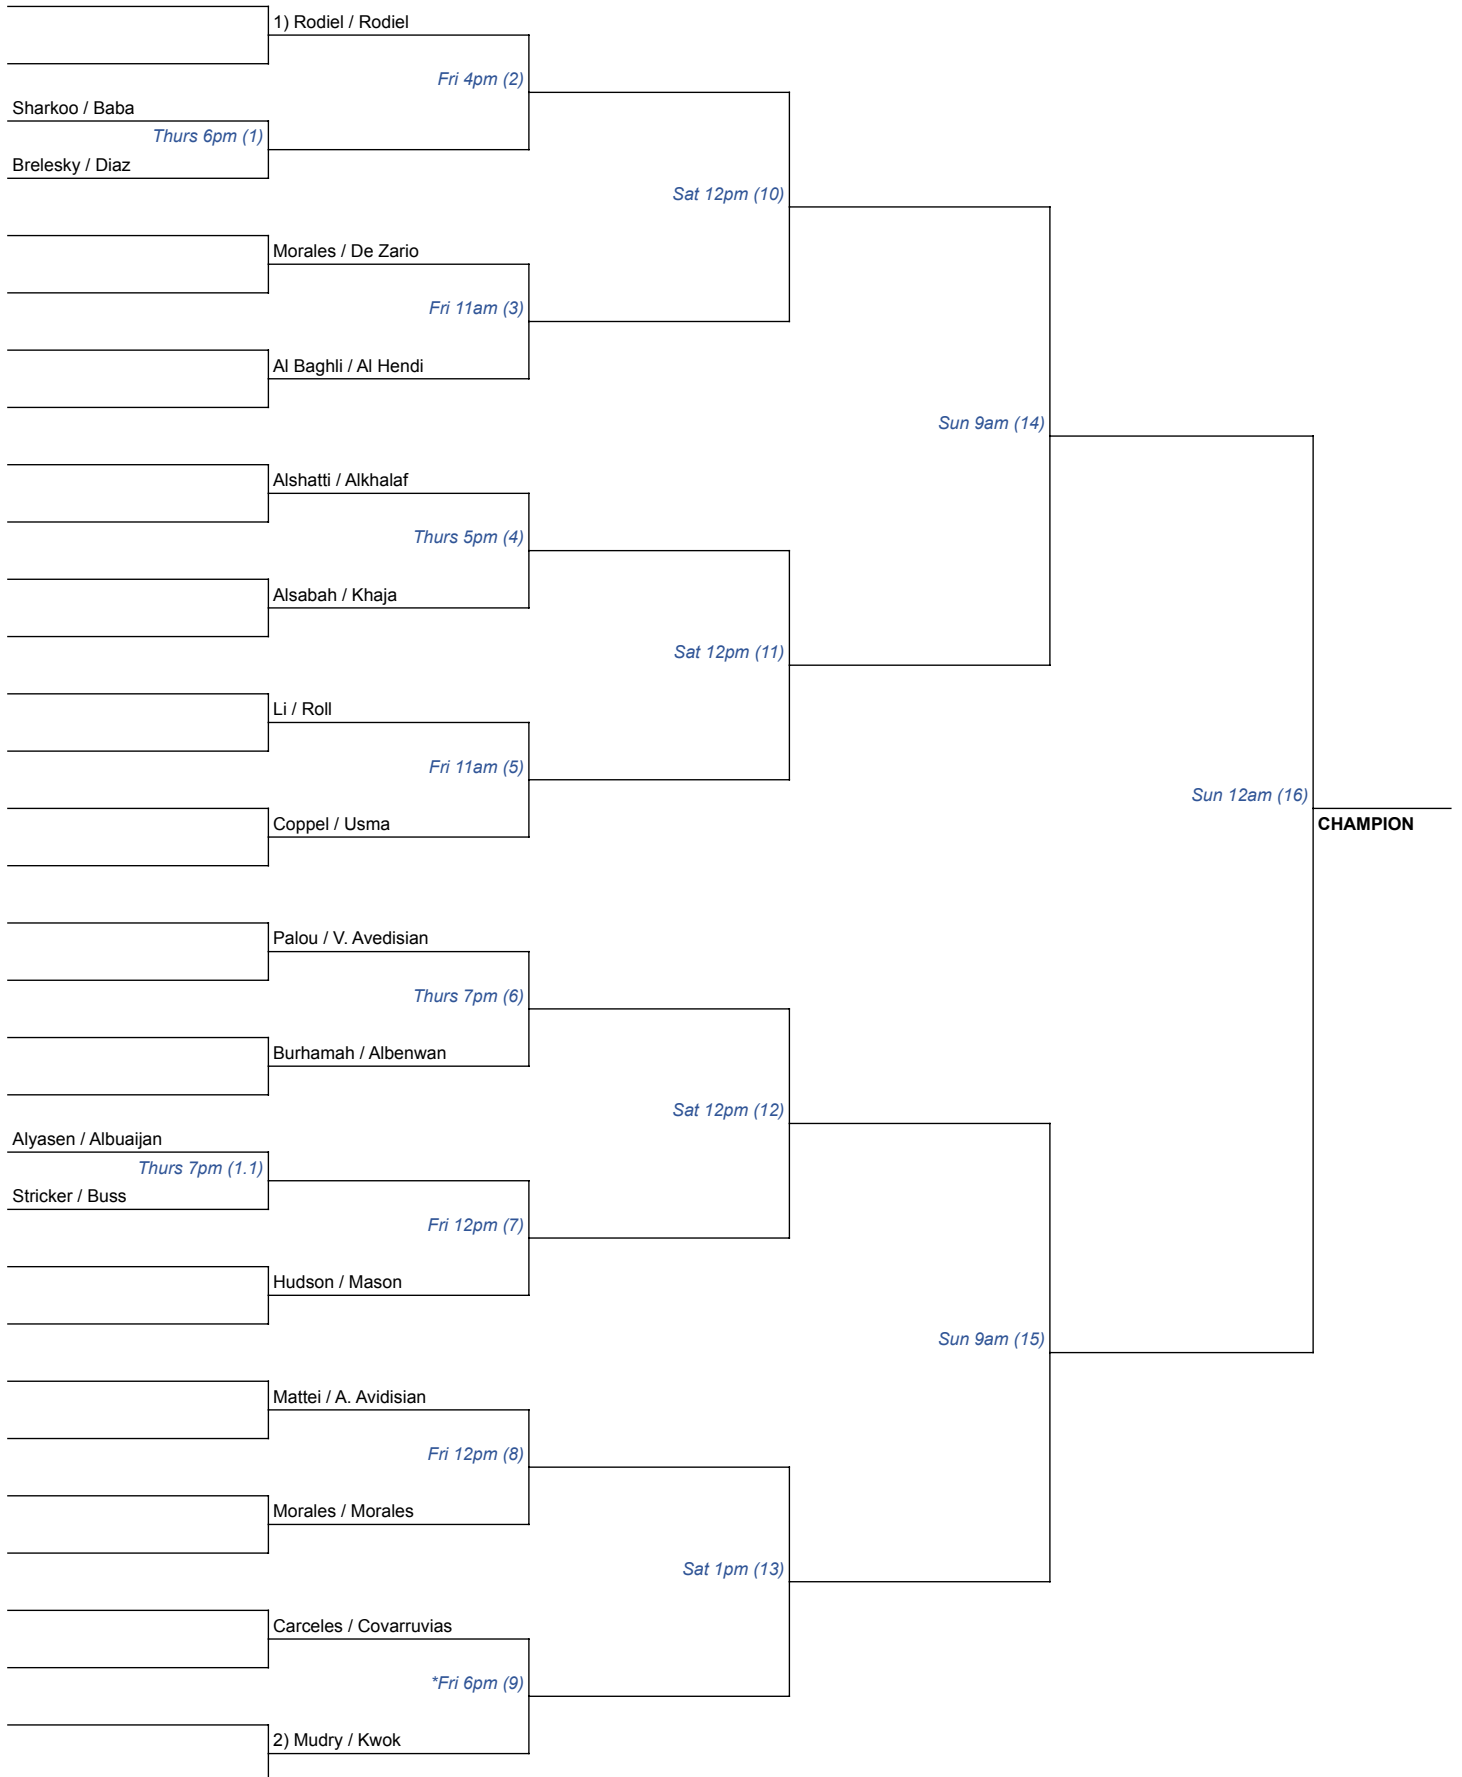 1) Rodiel / Rodiel
Fri 4pm (2)
Sharkoo / Baba
Thurs 6pm (1)
Brelesky / Diaz
Sat 12pm (10)
Morales / De Zario
Fri 11am (3)
Al Baghli / Al Hendi
Sun 9am (14)
Alshatti / Alkhalaf
Thurs 5pm (4)
Alsabah / Khaja
Sat 12pm (11)
Li / Roll
Fri 11am (5)
Sun 12am (16)
Coppel / Usma
CHAMPION
Palou / V. Avedisian
Thurs 7pm (6)
Burhamah / Albenwan
Sat 12pm (12)
Alyasen / Albuaijan
Thurs 7pm (1.1)
Stricker / Buss
Fri 12pm (7)
Hudson / Mason
Sun 9am (15)
Mattei / A. Avidisian
Fri 12pm (8)
Morales / Morales
Sat 1pm (13)
Carceles / Covarruvias
*Fri 6pm (9)
2) Mudry / Kwok